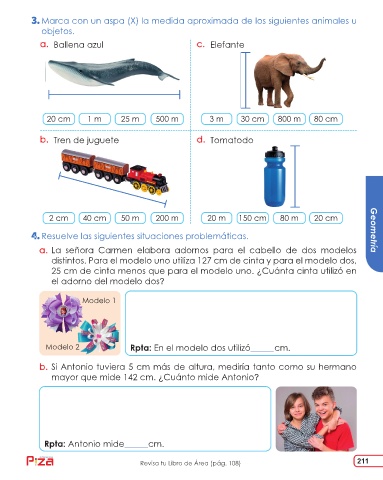 3. Marca con un aspa (X) la medida aproximada de los siguientes animales u
objetos.
a. Ballena azul
c. Elefante
20 cm 1 m 25 m 500 m
3 m 30 cm 800 m 80 cm
b. Tren de juguete
d. Tomatodo
2 cm 40 cm 50 m 200 m
20 m 150 cm 80 m 20 cm
Geometría
4. Resuelve las siguientes situaciones problemáticas.
a. La señora Carmen elabora adornos para el cabello de dos modelos
distintos. Para el modelo uno utiliza 127 cm de cinta y para el modelo dos,
25 cm de cinta menos que para el modelo uno. ¿Cuánta cinta utilizó en
el adorno del modelo dos?
Modelo 1
Modelo 2
Rpta: En el modelo dos utilizó_____cm.
b. Si Antonio tuviera 5 cm más de altura, mediría tanto como su hermano
mayor que mide 142 cm. ¿Cuánto mide Antonio?
Rpta: Antonio mide_____cm.
Pza
Revisa tu Libro de Área (pág. 108)
211